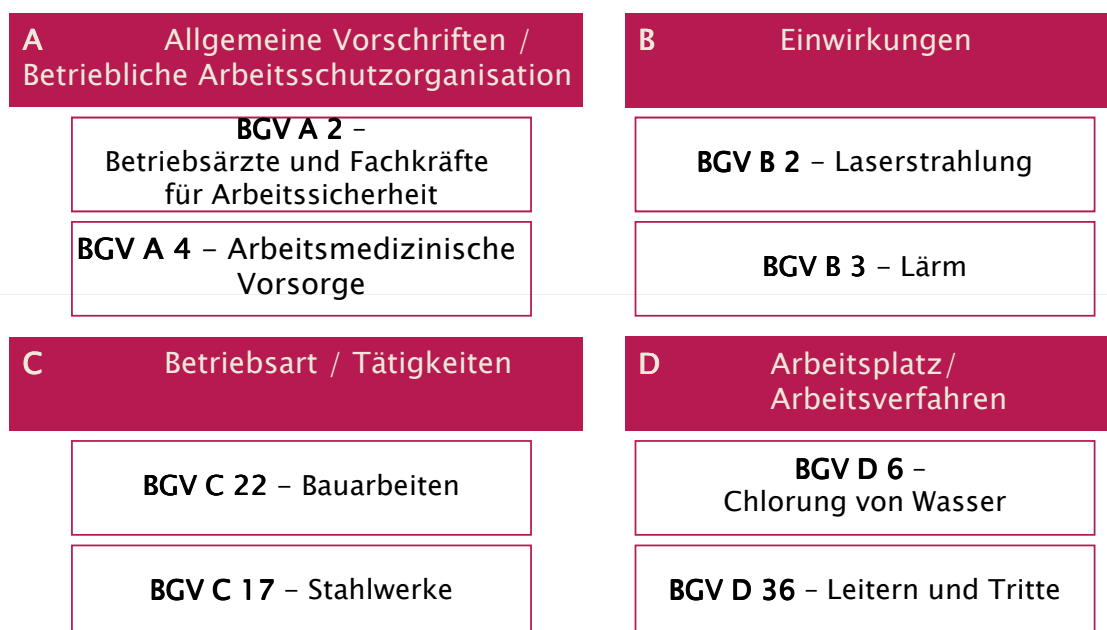 A Allgemeine Vorschriften /
Betriebliche Arbeitsschutzorganisation
BGV A 2 –
Betriebsärzte und Fachkräfte
für Arbeitssicherheit
BGV A 4 – Arbeitsmedizinische
Vorsorge
B Einwirkungen
BGV B 2 – Laserstrahlung
BGV B 3 – Lärm
C Betriebsart / Tätigkeiten
BGV C 22 – Bauarbeiten
BGV C 17 – Stahlwerke
D Arbeitsplatz/
Arbeitsverfahren
BGV D 6 –
Chlorung von Wasser
BGV D 36 – Leitern und Tritte